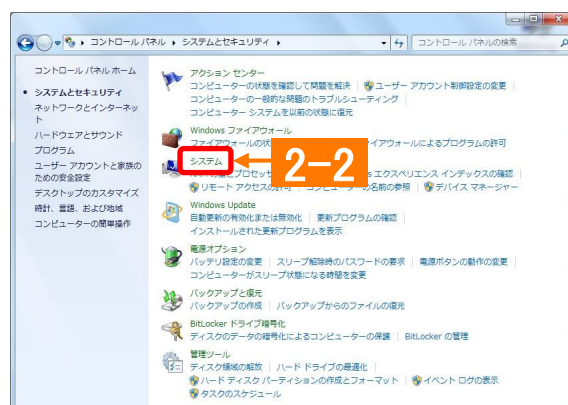 コントロール パネル ▸ システムとセキュリティ ▸
コントロール パネルの検索
コントロール パネル ホーム
システムとセキュリティ
ネットワークとインターネッ
ト
ハードウェアとサウンド
プログラム
ユーザー アカウントと家族の
ための安全設定
デスクトップのカスタマイズ
時計、言語、および地域
コンピューターの簡単操作
アクション センター
コンピューターの状態を確認して問題を解決 | ユーザー アカウント制御設定の変更
コンピューターの一般的な問題のトラブルシューティング
コンピューター システムを以前の状態に復元
Windows ファイアウォール
ファイアウォールの状 イアウォールによるプログラムの許可
システム
2-2
プロセッサ エクスペリエンス インデックスの確認
リモート アクセスの許可 | コンピューターの名前の参照 | デバイス マネージャー
Windows Update
自動更新の有効化または無効化 | 更新プログラムの確認
インストールされた更新プログラムを表示
電源オプション
バッテリ設定の変更 | スリープ解除時のパスワードの要求 | 電源ボタンの動作の変更
コンピューターがスリープ状態になる時間を変更
バックアップと復元
バックアップの作成 | バックアップからのファイルの復元
BitLocker ドライブ暗号化
ディスクのデータの暗号化によるコンピューターの保護 | BitLocker の管理
管理ツール
ディスク領域の解放 | ハード ドライブの最適化
ハード ディスク パーティションの作成とフォーマット | イベント ログの表示
タスクのスケジュール